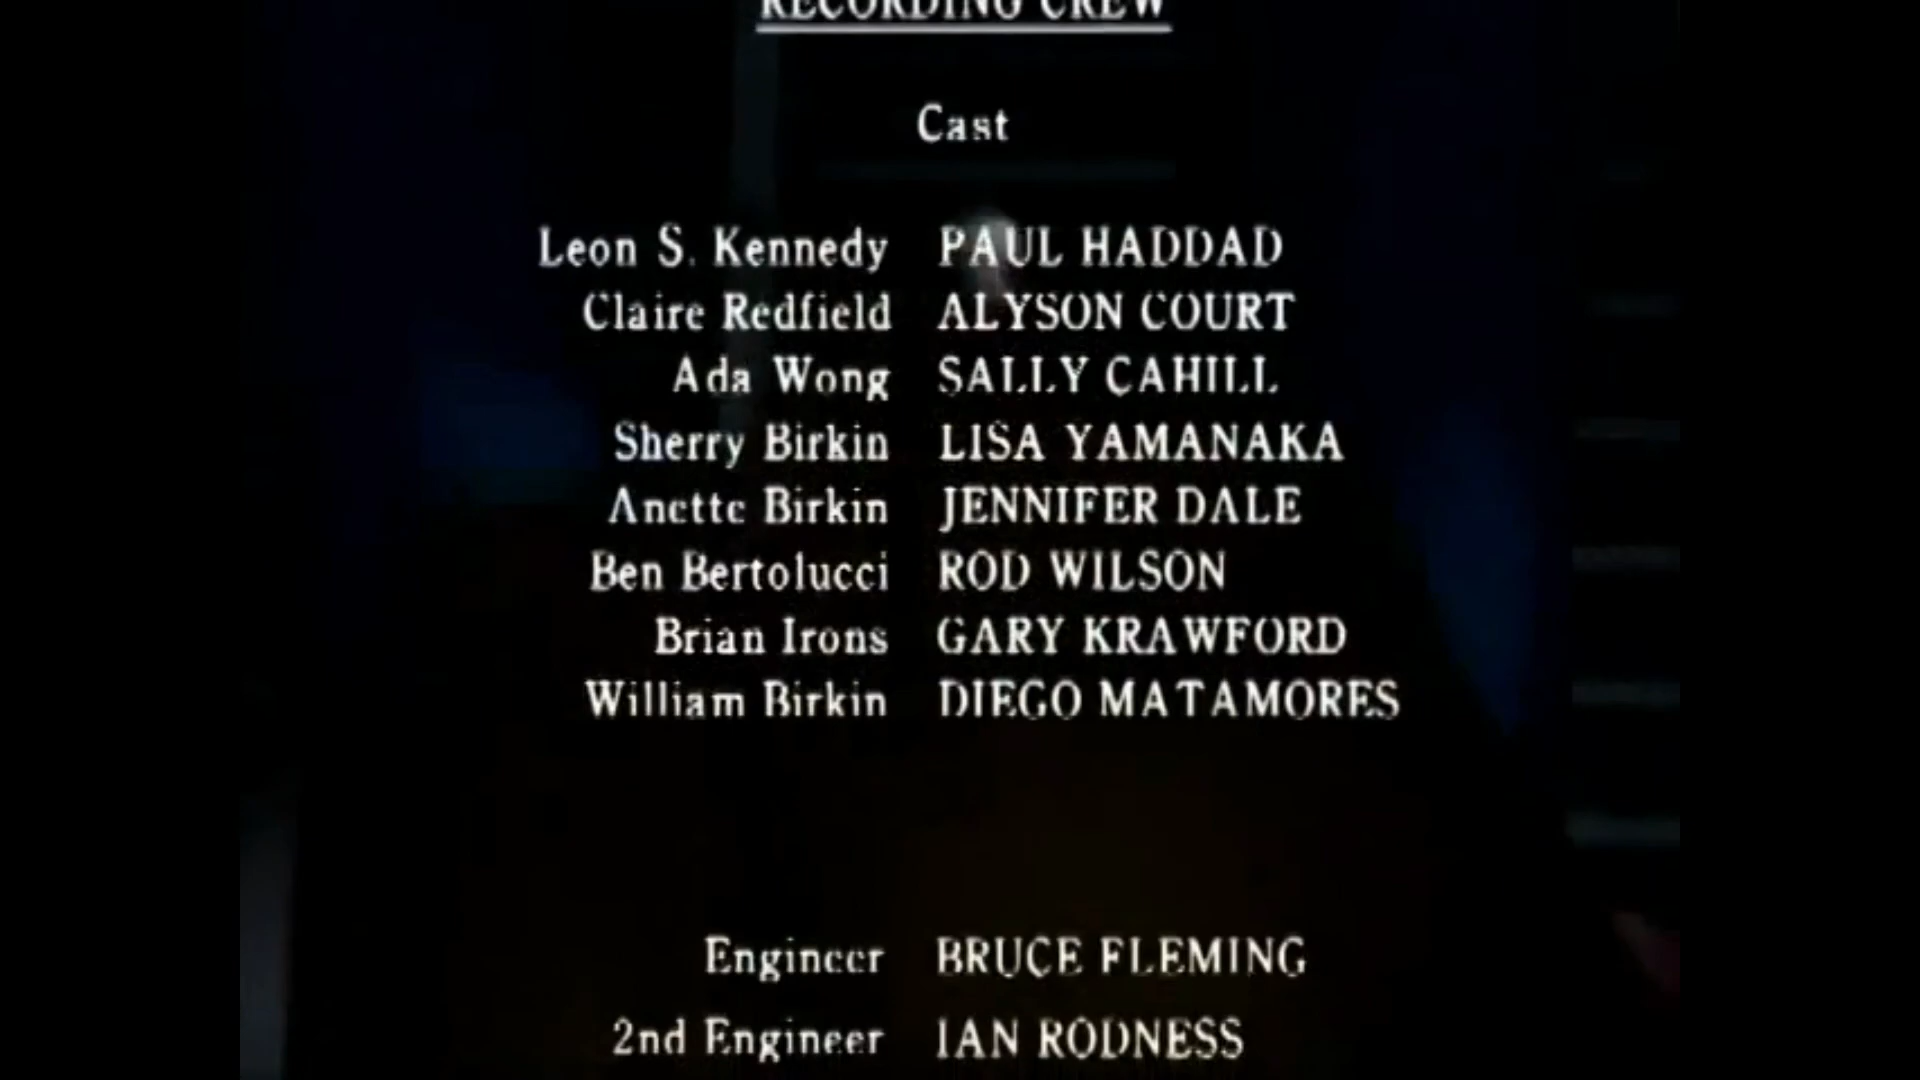 RECORDING CREW
Cast
Leon S. Kennedy PAUL HADDAD
Claire Redfield ALYSON COURT
Ada Wong SALLY CAHILL
Sherry Birkin LISA YAMANAKA
Anette Birkin JENNIFER DALE
Ben Bertolucci ROD WILSON
Brian Irons GARY KRAWFORD
William Birkin DIEGO MATAMORES
Engineer BRUCE FLEMING
2nd Engineer IAN RODNESS